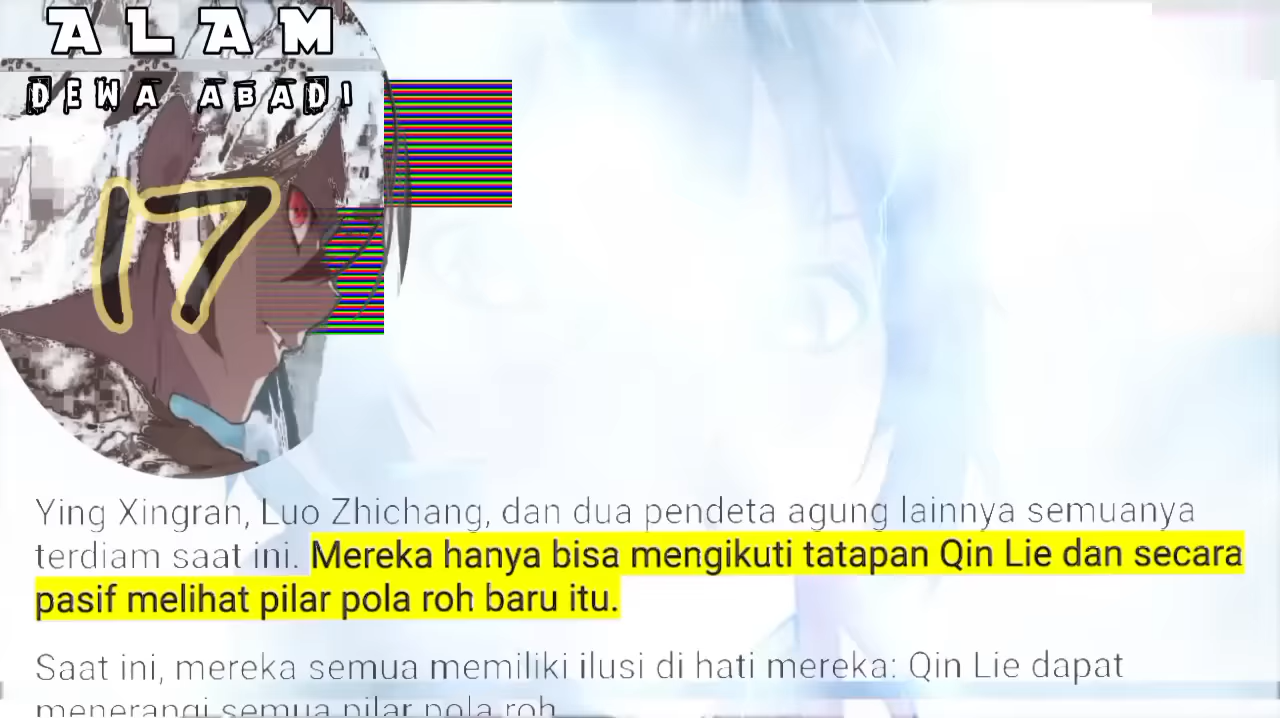 ALAM
DEWA ABADI
17
Ying Xingran, Luo Zhichang, dan dua pendeta agung lainnya semuanya
terdiam saat ini. Mereka hanya bisa mengikuti tatapan Qin Lie dan secara
pasif melihat pilar pola roh baru itu.
Saat ini, mereka semua memiliki ilusi di hati mereka: Qin Lie dapat
menerangi semua pilar pola roh